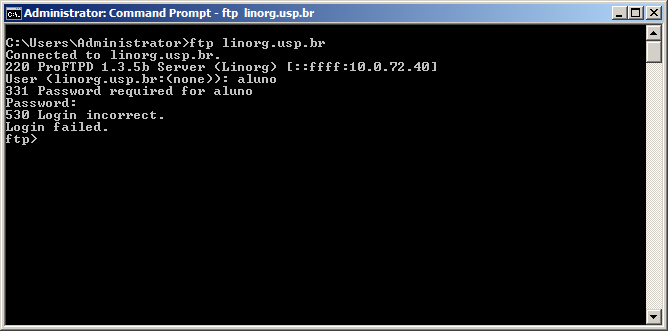 Administrator: Command Prompt - ftp linorg.usp.br
C:\Users\Administrator>ftp linorg.usp.br
Connected to linorg.usp.br.
220 ProFTPD 1.3.5b Server (Linorg) [::ffff:10.0.72.40]
User (linorg.usp.br:(none)): aluno
331 Password required for aluno
Password:
530 Login incorrect.
Login failed.
ftp>